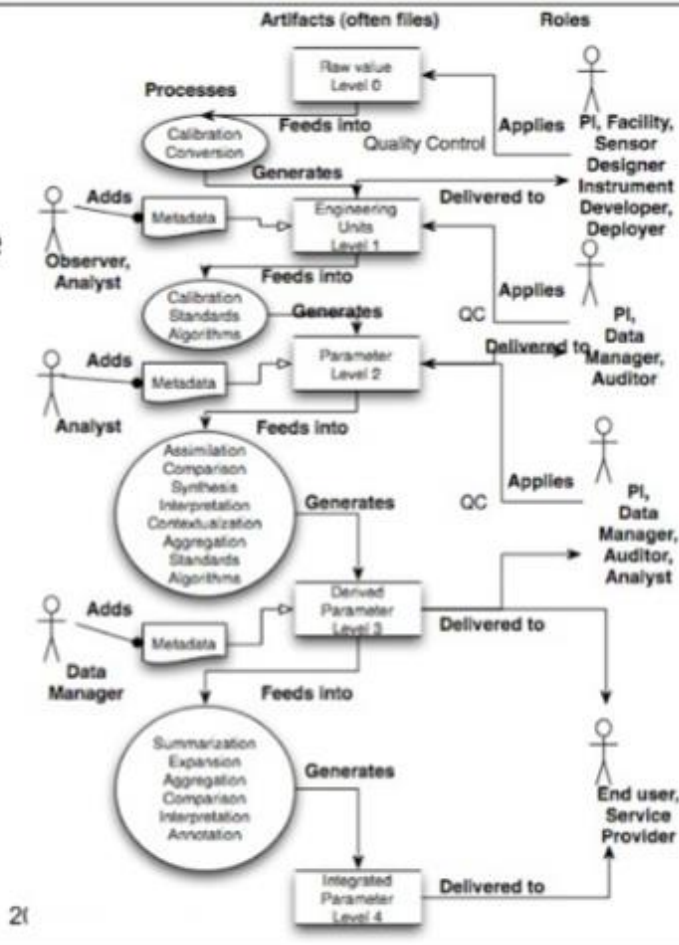 Artifacts (often files)
Roles
Raw value
Level 0
Processes
Feeds into
Calibration
Conversion
Quality Control
Applies
PI, Facility,
Sensor
Designer
Instrument
Developer,
Deployer
Generates
Delivered to
Adds
Metadata
Engineering
Units
Level 1
Observer,
Analyst
Feeds into
Applies
QC
Calibration
Standards
Algorithms
Generates
PI,
Data
Manager,
Auditor
Delivered to
Adds
Metadata
Parameter
Level 2
Analyst
Feeds into
Assimilation
Comparison
Synthesis
Interpretation
Contextualization
Aggregation
Standards
Algorithms
Generates
Applies
QC
PI,
Data
Manager,
Auditor,
Analyst
Adds
Metadata
Derived
Parameter
Level 3
Delivered to
Data
Manager
Feeds into
Summarization
Expansion
Aggregation
Comparison
Interpretation
Annotation
Generates
End user,
Service
Provider
Integrated
Parameter
Level 4
Delivered to